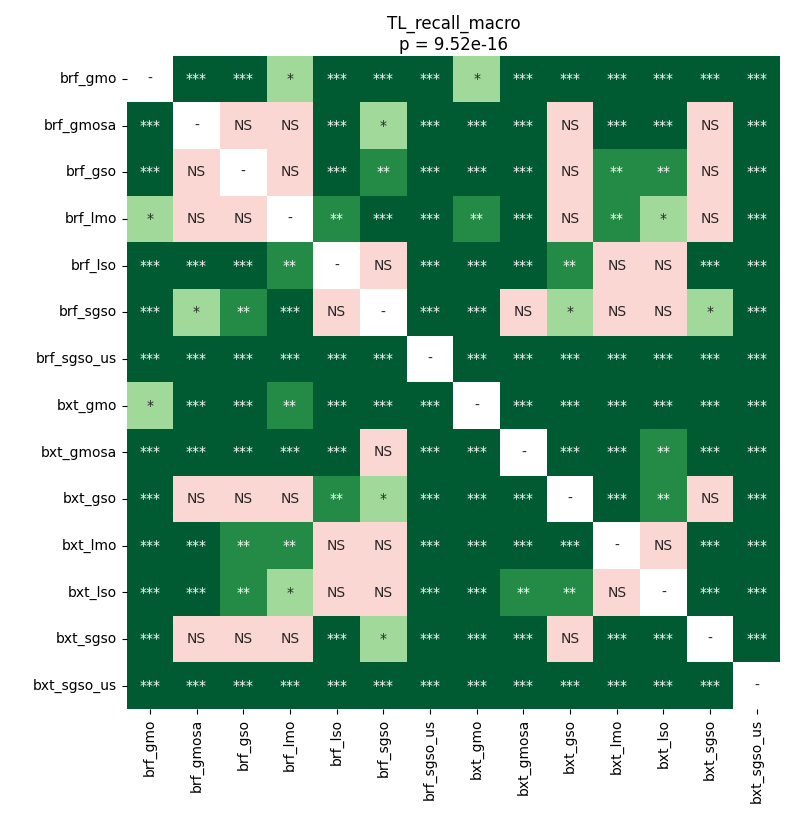 TL_recall_macro
p = 9.52e-16
brf_gmo - *** *** * *** *** *** * *** *** *** *** *** ***
brf_gmosa *** - NS NS *** * *** *** *** NS *** *** NS ***
brf_gso *** NS - NS *** ** *** *** *** NS ** ** NS ***
brf_lmo * NS NS - ** *** *** ** *** NS ** * NS ***
brf_lso *** *** *** ** - NS *** *** *** ** NS NS *** ***
brf_sgso *** * ** *** NS - *** *** NS * NS NS * ***
brf_sgso_us *** *** *** *** *** *** - *** *** *** *** *** *** ***
bxt_gmo * *** *** ** *** *** *** - *** *** *** *** *** ***
bxt_gmosa *** *** *** *** *** NS *** *** - *** *** ** *** ***
bxt_gso *** NS NS NS ** * *** *** *** - *** ** NS ***
bxt_lmo *** *** ** ** NS NS *** *** *** *** - NS *** ***
bxt_lso *** *** ** * NS NS *** *** ** ** NS - *** ***
bxt_sgso *** NS NS NS *** * *** *** *** NS *** *** - ***
bxt_sgso_us *** *** *** *** *** *** *** *** *** *** *** *** *** -
brf_gmo brf_gmosa brf_gso brf_lmo brf_lso brf_sgso brf_sgso_us bxt_gmo bxt_gmosa bxt_gso bxt_lmo bxt_lso bxt_sgso bxt_sgso_us